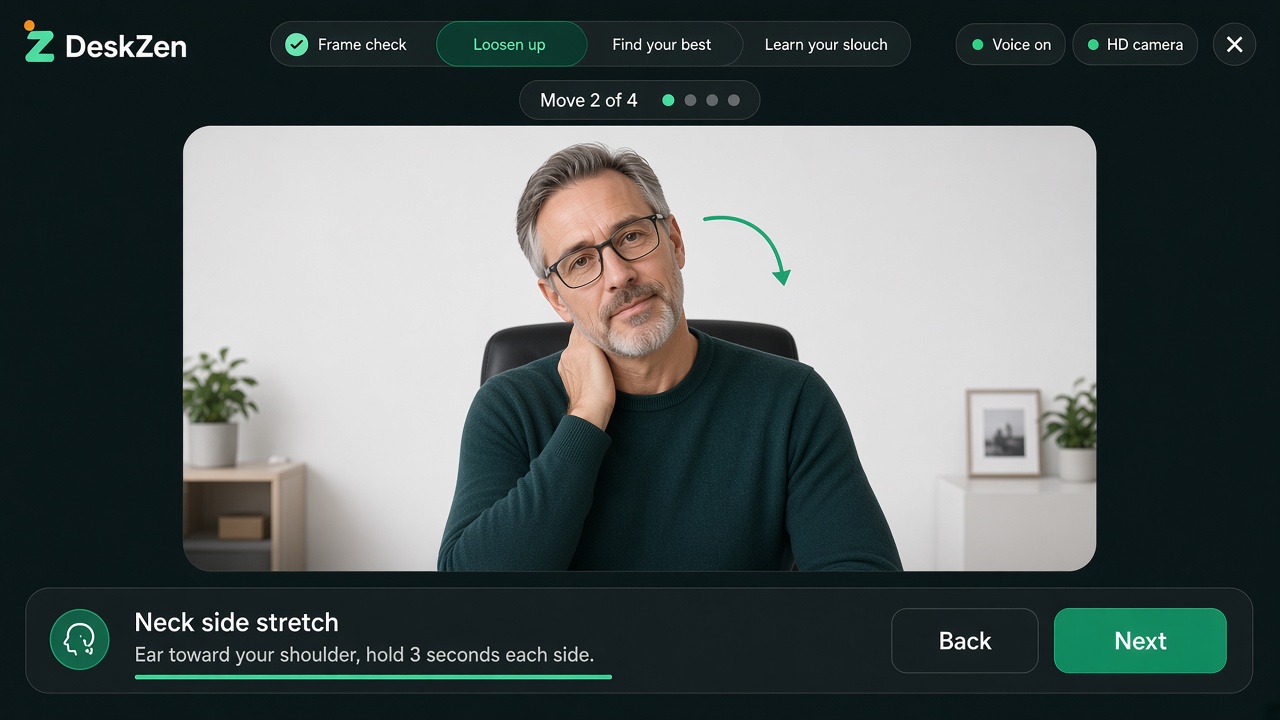 DeskZen
Frame check
Loosen up
Find your best
Learn your slouch
Voice on
HD camera
Move 2 of 4
Neck side stretch
Ear toward your shoulder, hold 3 seconds each side.
Back
Next